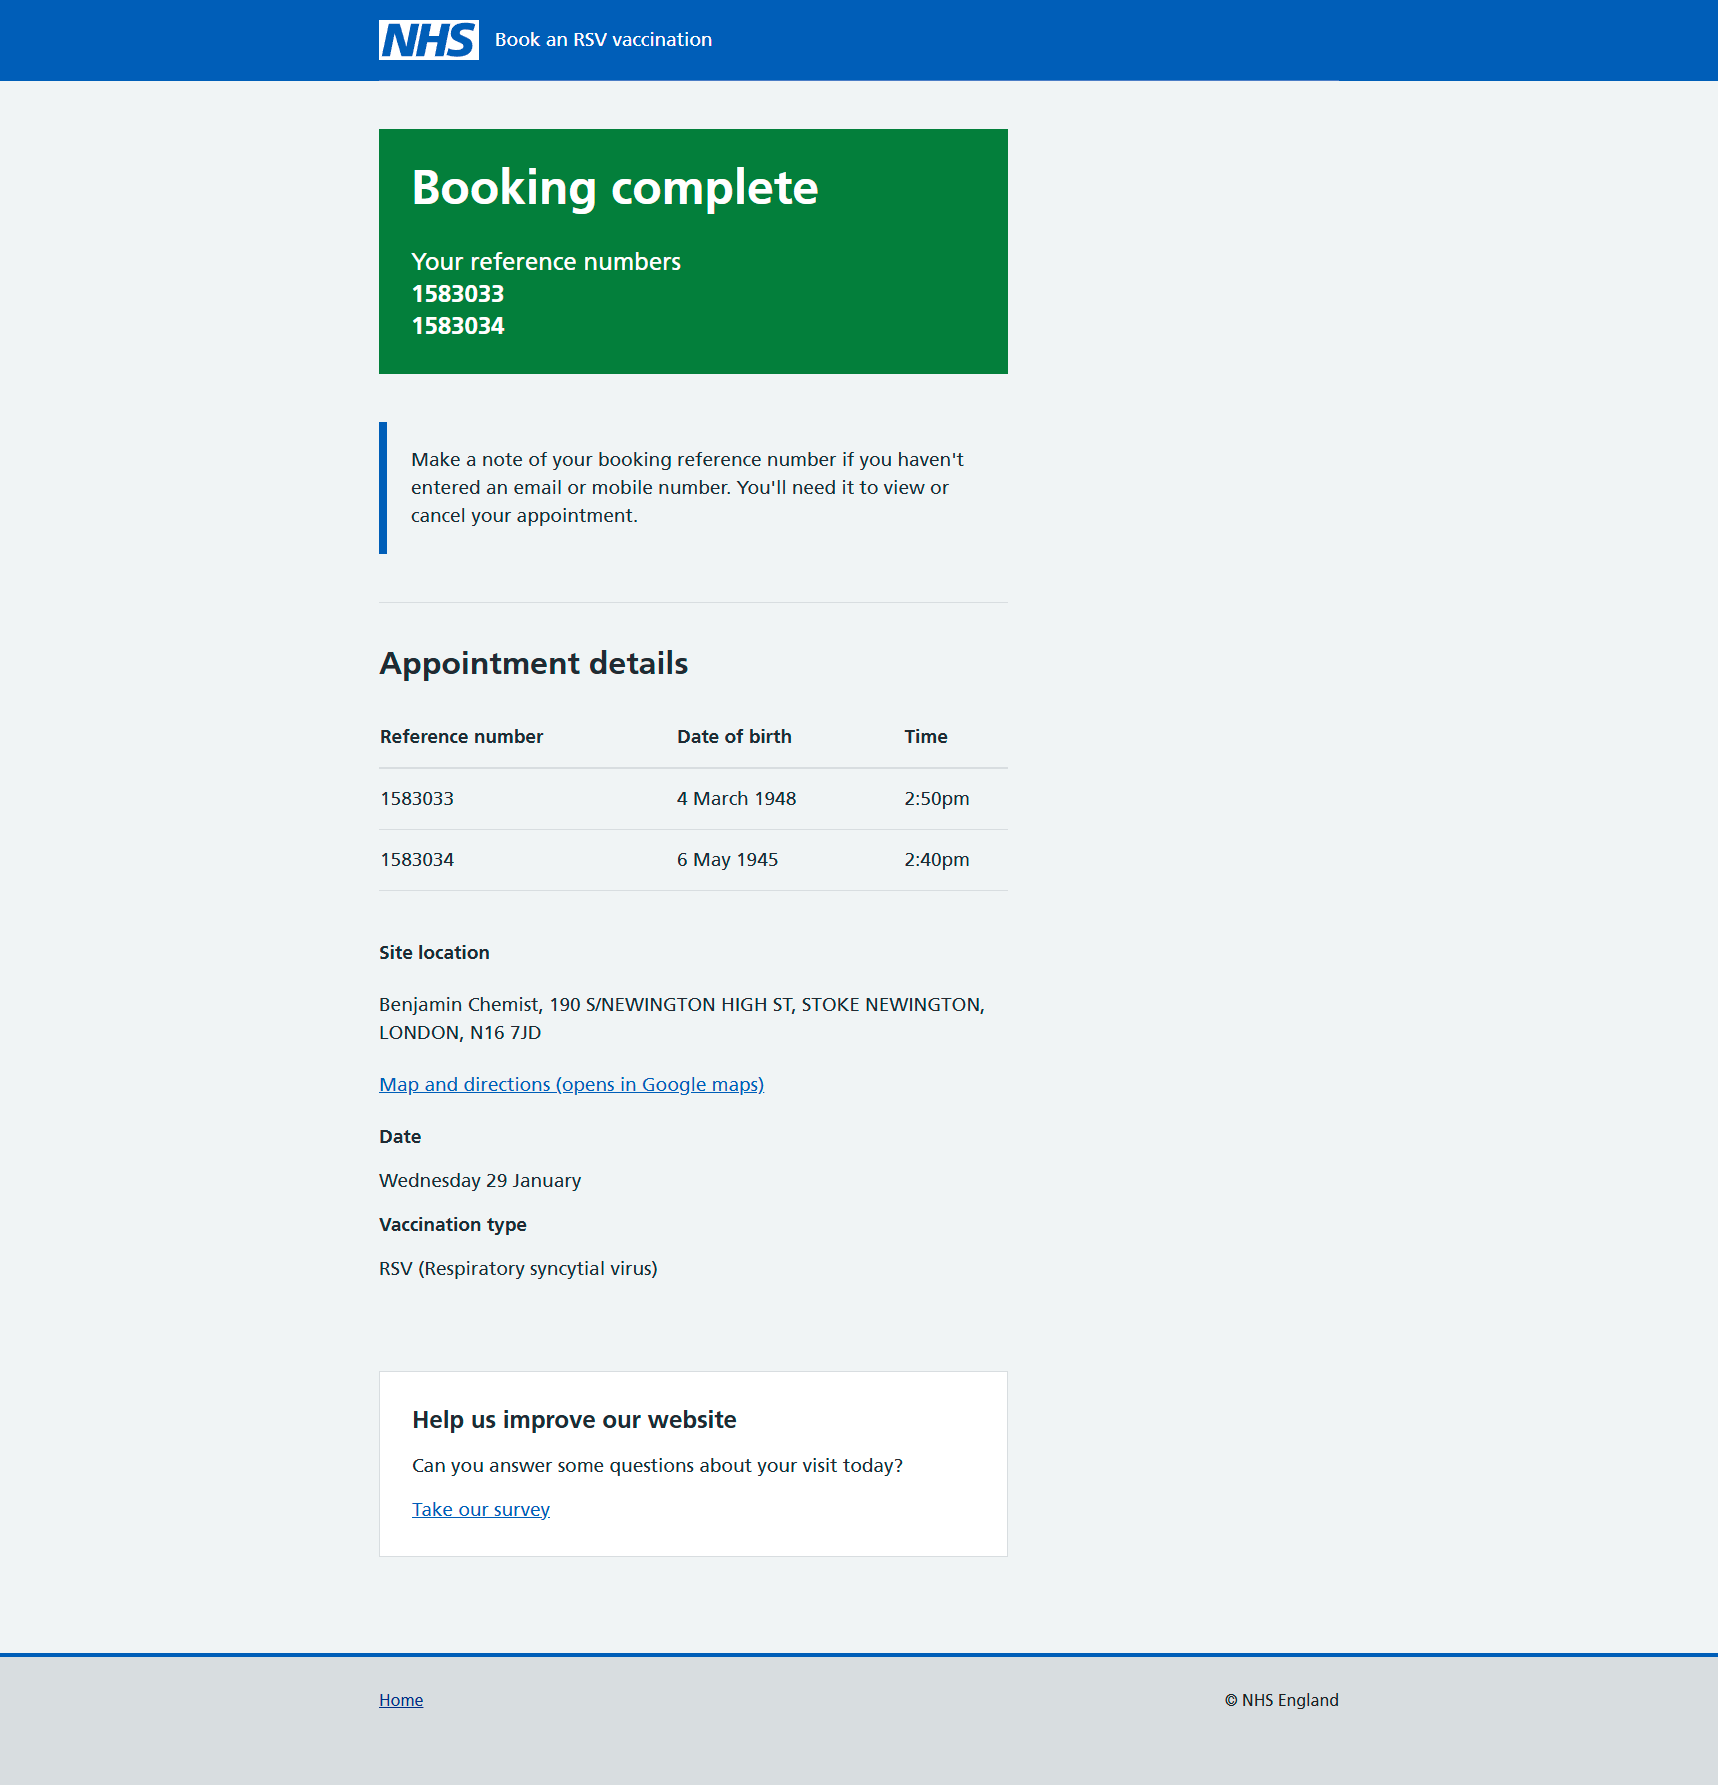 NHS Book an RSV vaccination
Booking complete
Your reference numbers
1583033
1583034
Make a note of your booking reference number if you haven't
entered an email or mobile number. You'll need it to view or
cancel your appointment.
Appointment details
Reference number Date of birth Time
1583033 4 March 1948 2:50pm
1583034 6 May 1945 2:40pm
Site location
Benjamin Chemist, 190 S/NEWINGTON HIGH ST, STOKE NEWINGTON,
LONDON, N16 7JD
Map and directions (opens in Google maps)
Date
Wednesday 29 January
Vaccination type
RSV (Respiratory syncytial virus)
Help us improve our website
Can you answer some questions about your visit today?
Take our survey
Home © NHS England